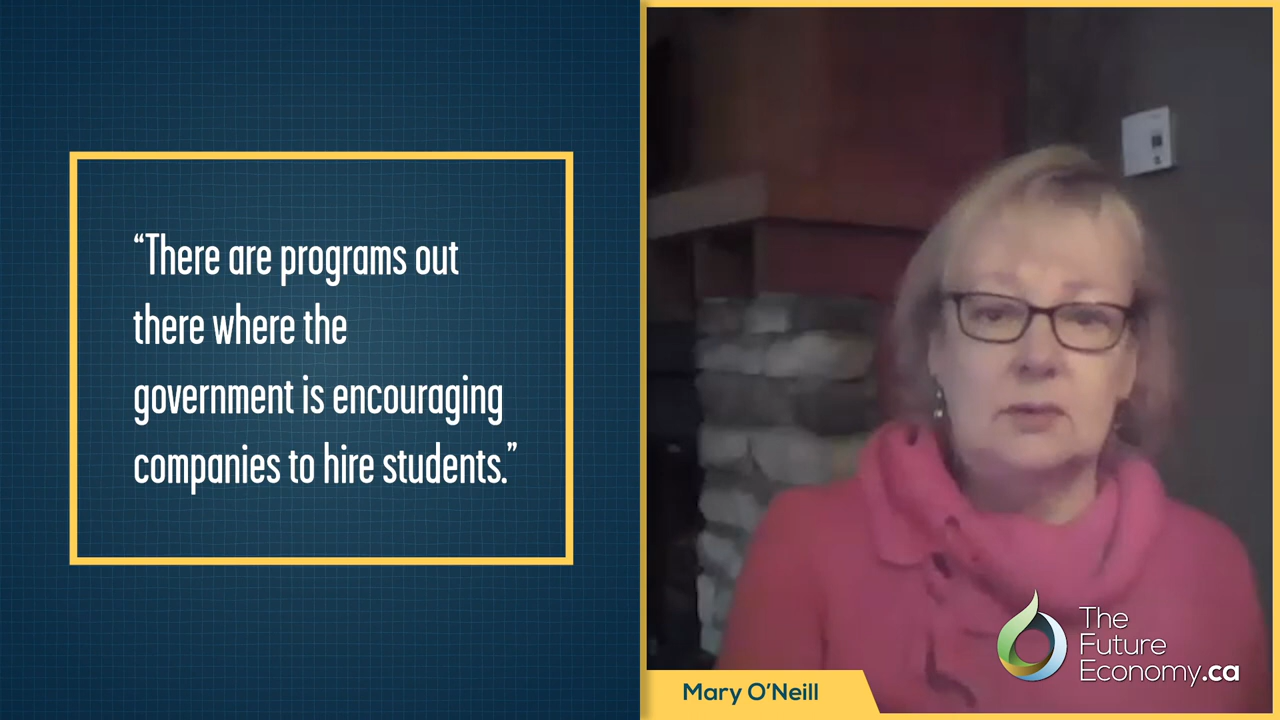 “There are programs out
there where the
government is encouraging
companies to hire students.”
Mary O’Neill
The
Future
Economy.ca